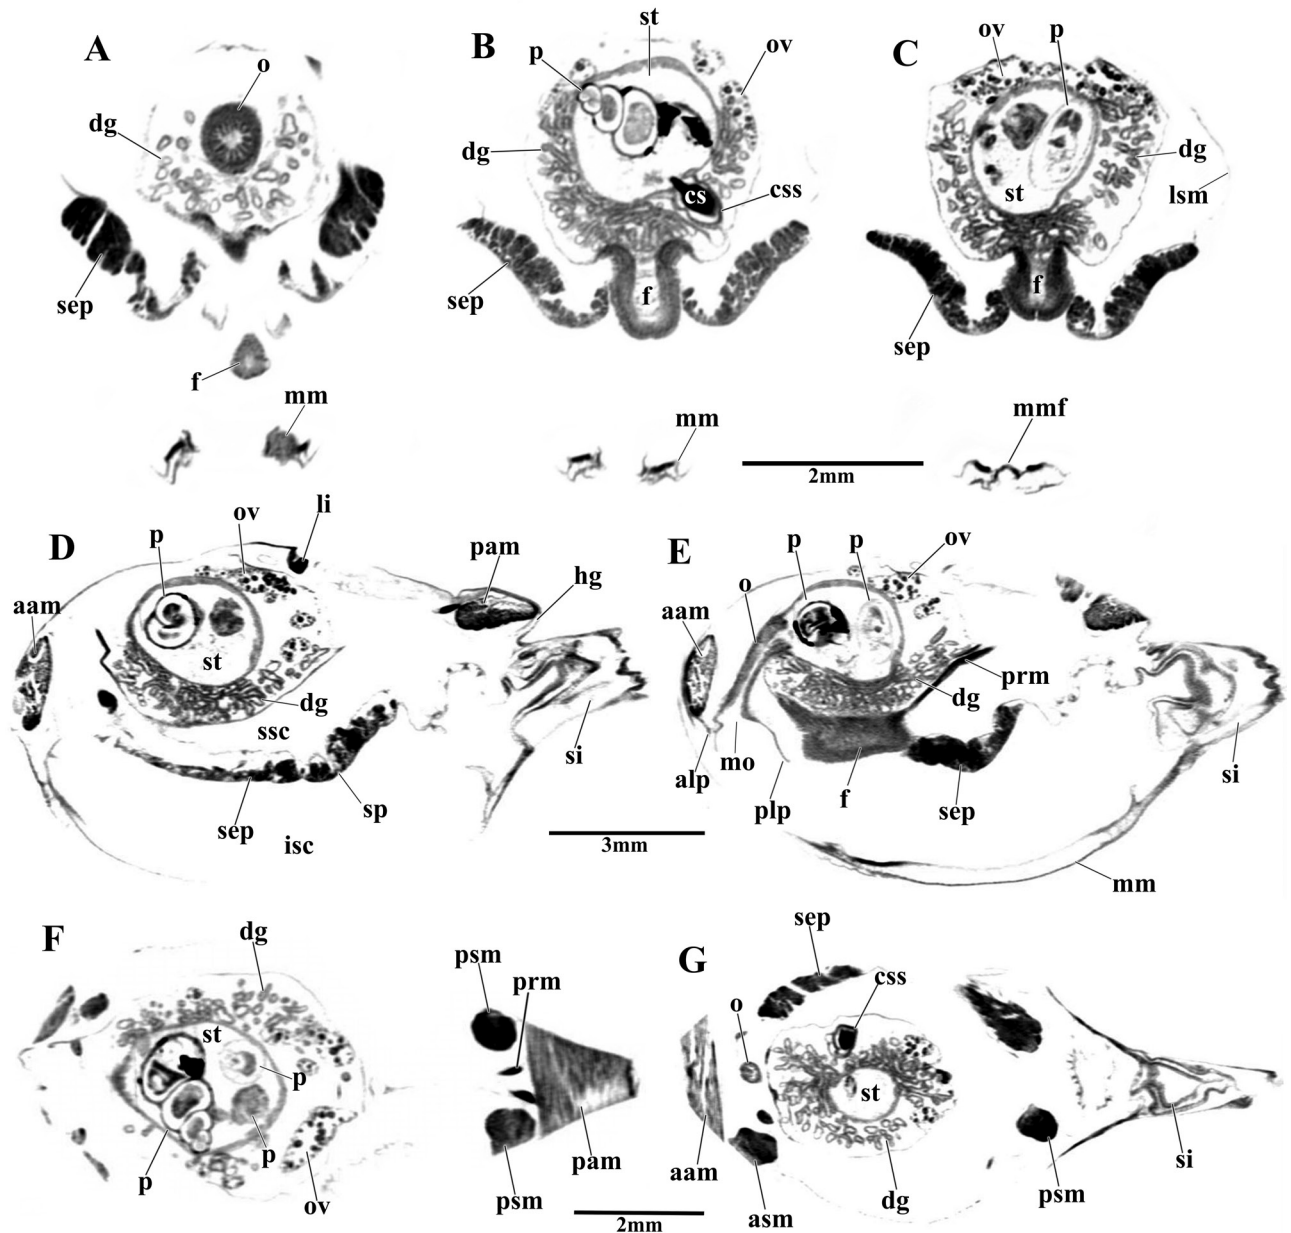 A
o
dg
sep
f
mm
B
st
p
ov
dg
cs
css
sep
f
mm
2mm
C
ov
p
dg
st
lsm
f
sep
mmf
D
p
ov
li
pam
hg
aam
st
dg
ssc
si
sep
sp
isc
3mm
E
p
p
ov
o
aam
prm
dg
alp
mo
plp
f
sep
si
mm
F
dg
st
p
p
p
ov
psm
prm
psm
pam
2mm
G
sep
css
o
st
aam
asm
dg
psm
si